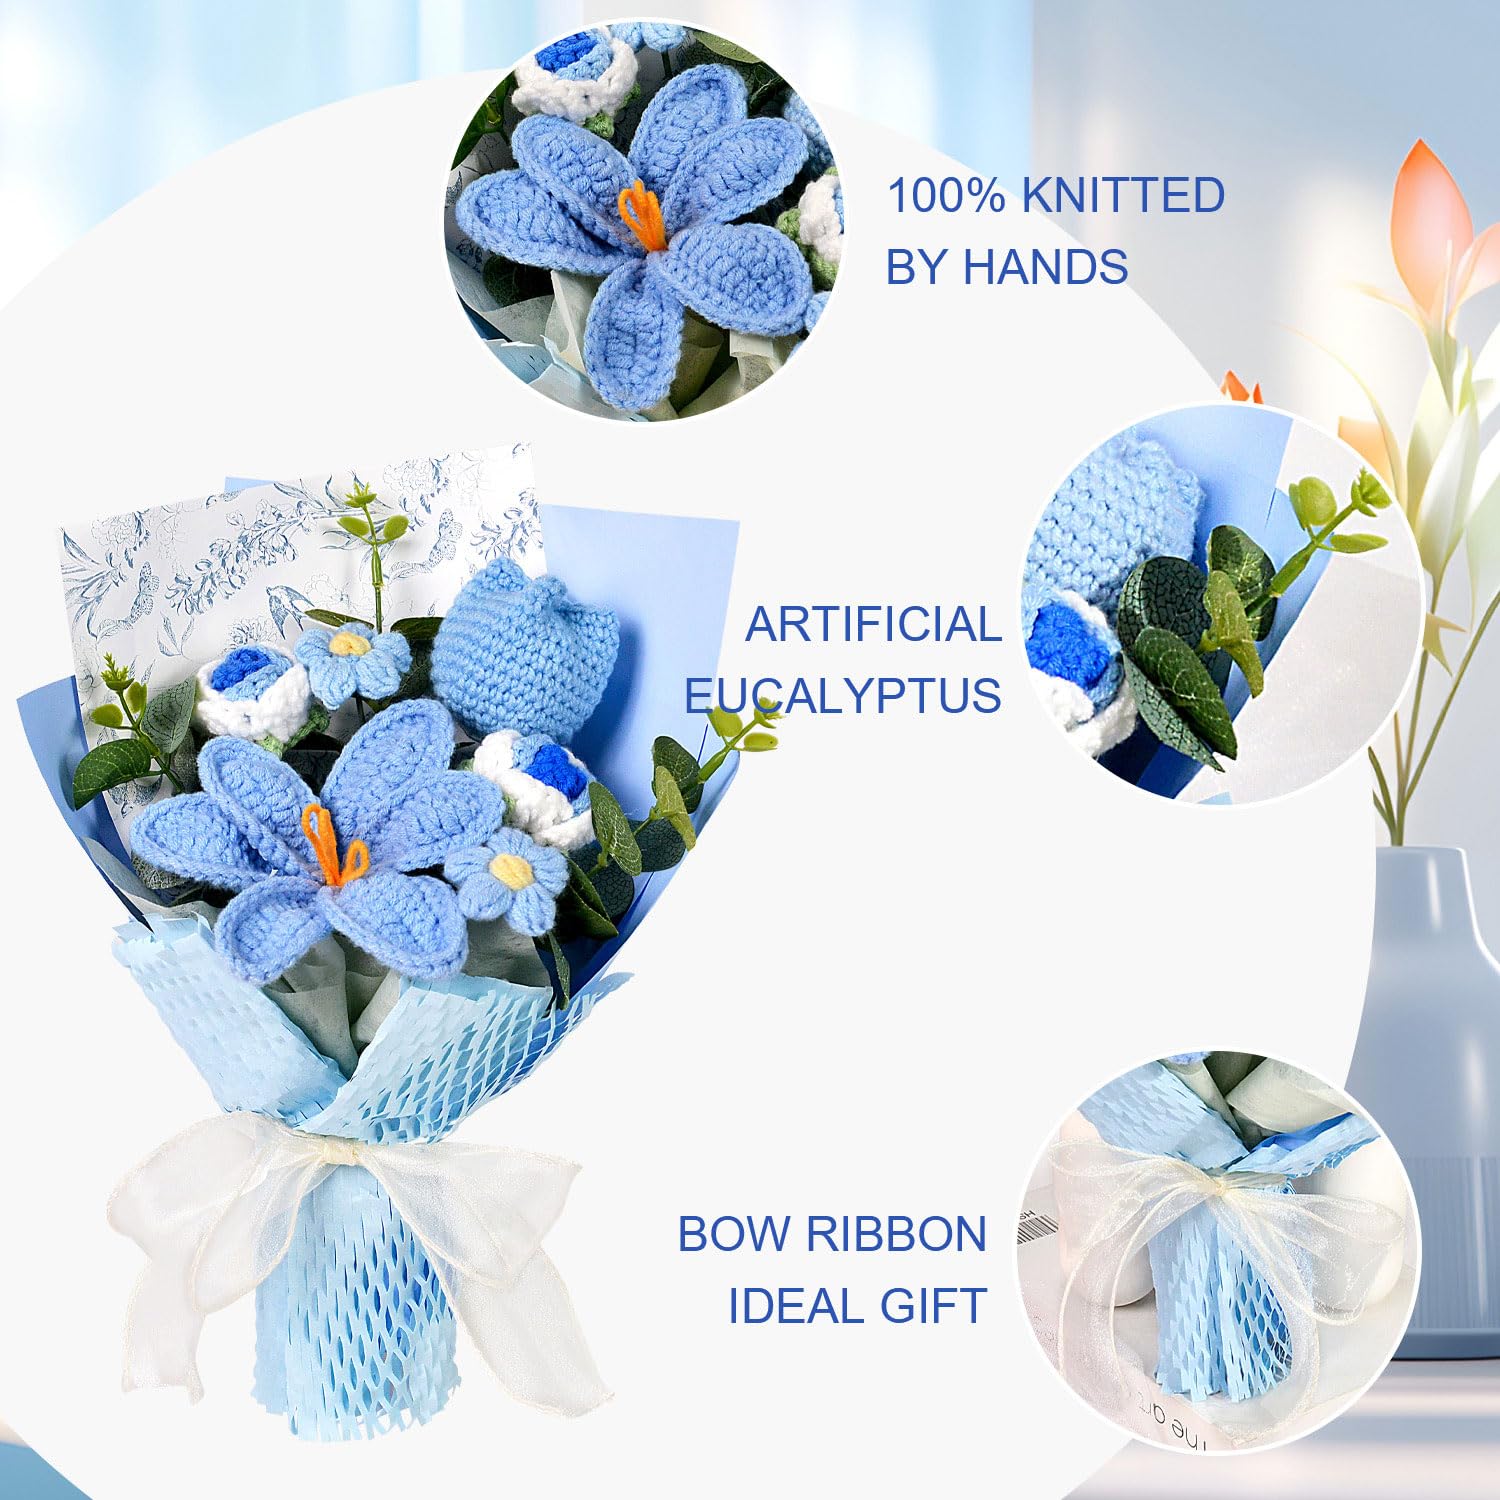 100% KNITTED
BY HANDS
ARTIFICIAL
EUCALYPTUS
BOW RIBBON
IDEAL GIFT